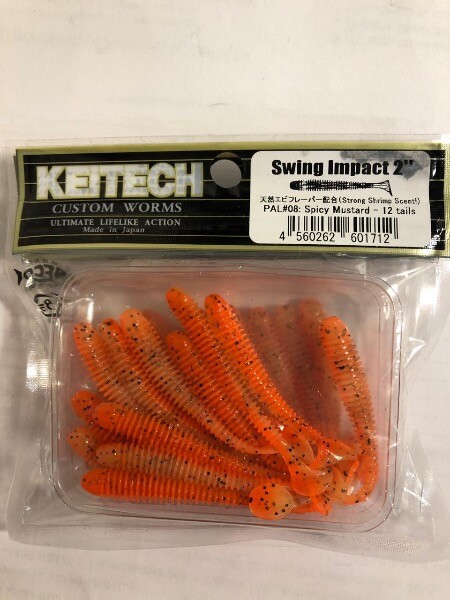 KEITECH
CUSTOM WORMS
ULTIMATE LIFELIKE ACTION
Made in Japan
Swing Impact 2"
天然エビフレーバー配合(Strong Shrimp Scent!)
PAL#08: Spicy Mustard - 12 tails
4 560262 601712